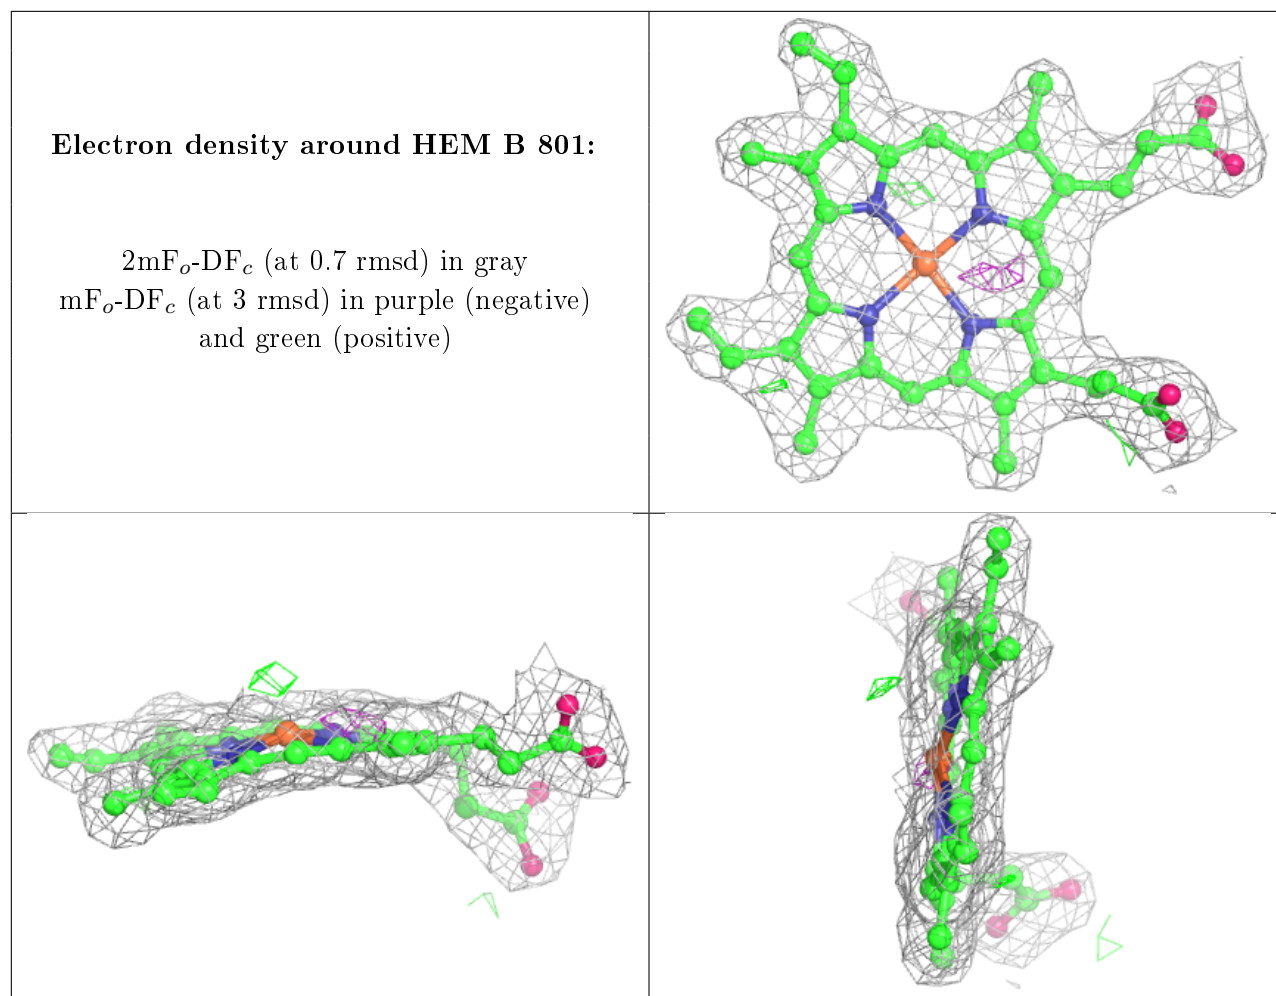 Electron density around HEM B 801:
2mFo-DFc (at 0.7 rmsd) in gray
mFo-DFc (at 3 rmsd) in purple (negative)
and green (positive)